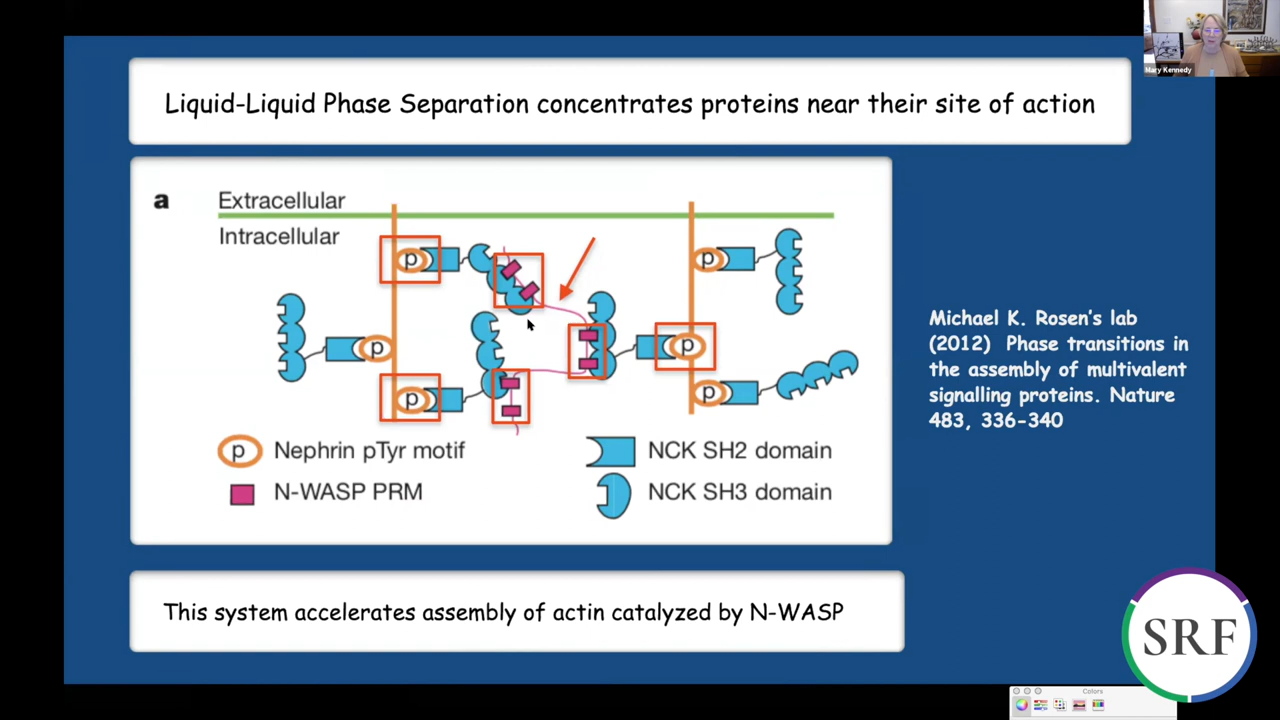 Mary Kennedy
Liquid-Liquid Phase Separation concentrates proteins near their site of action
a
Extracellular
Intracellular
p
p
p
p
p
p
Michael K. Rosen's lab
(2012) Phase transitions in
the assembly of multivalent
signalling proteins. Nature
483, 336-340
p
Nephrin pTyr motif
NCK SH2 domain
N-WASP PRM
NCK SH3 domain
This system accelerates assembly of actin catalyzed by N-WASP
SRF
Colors